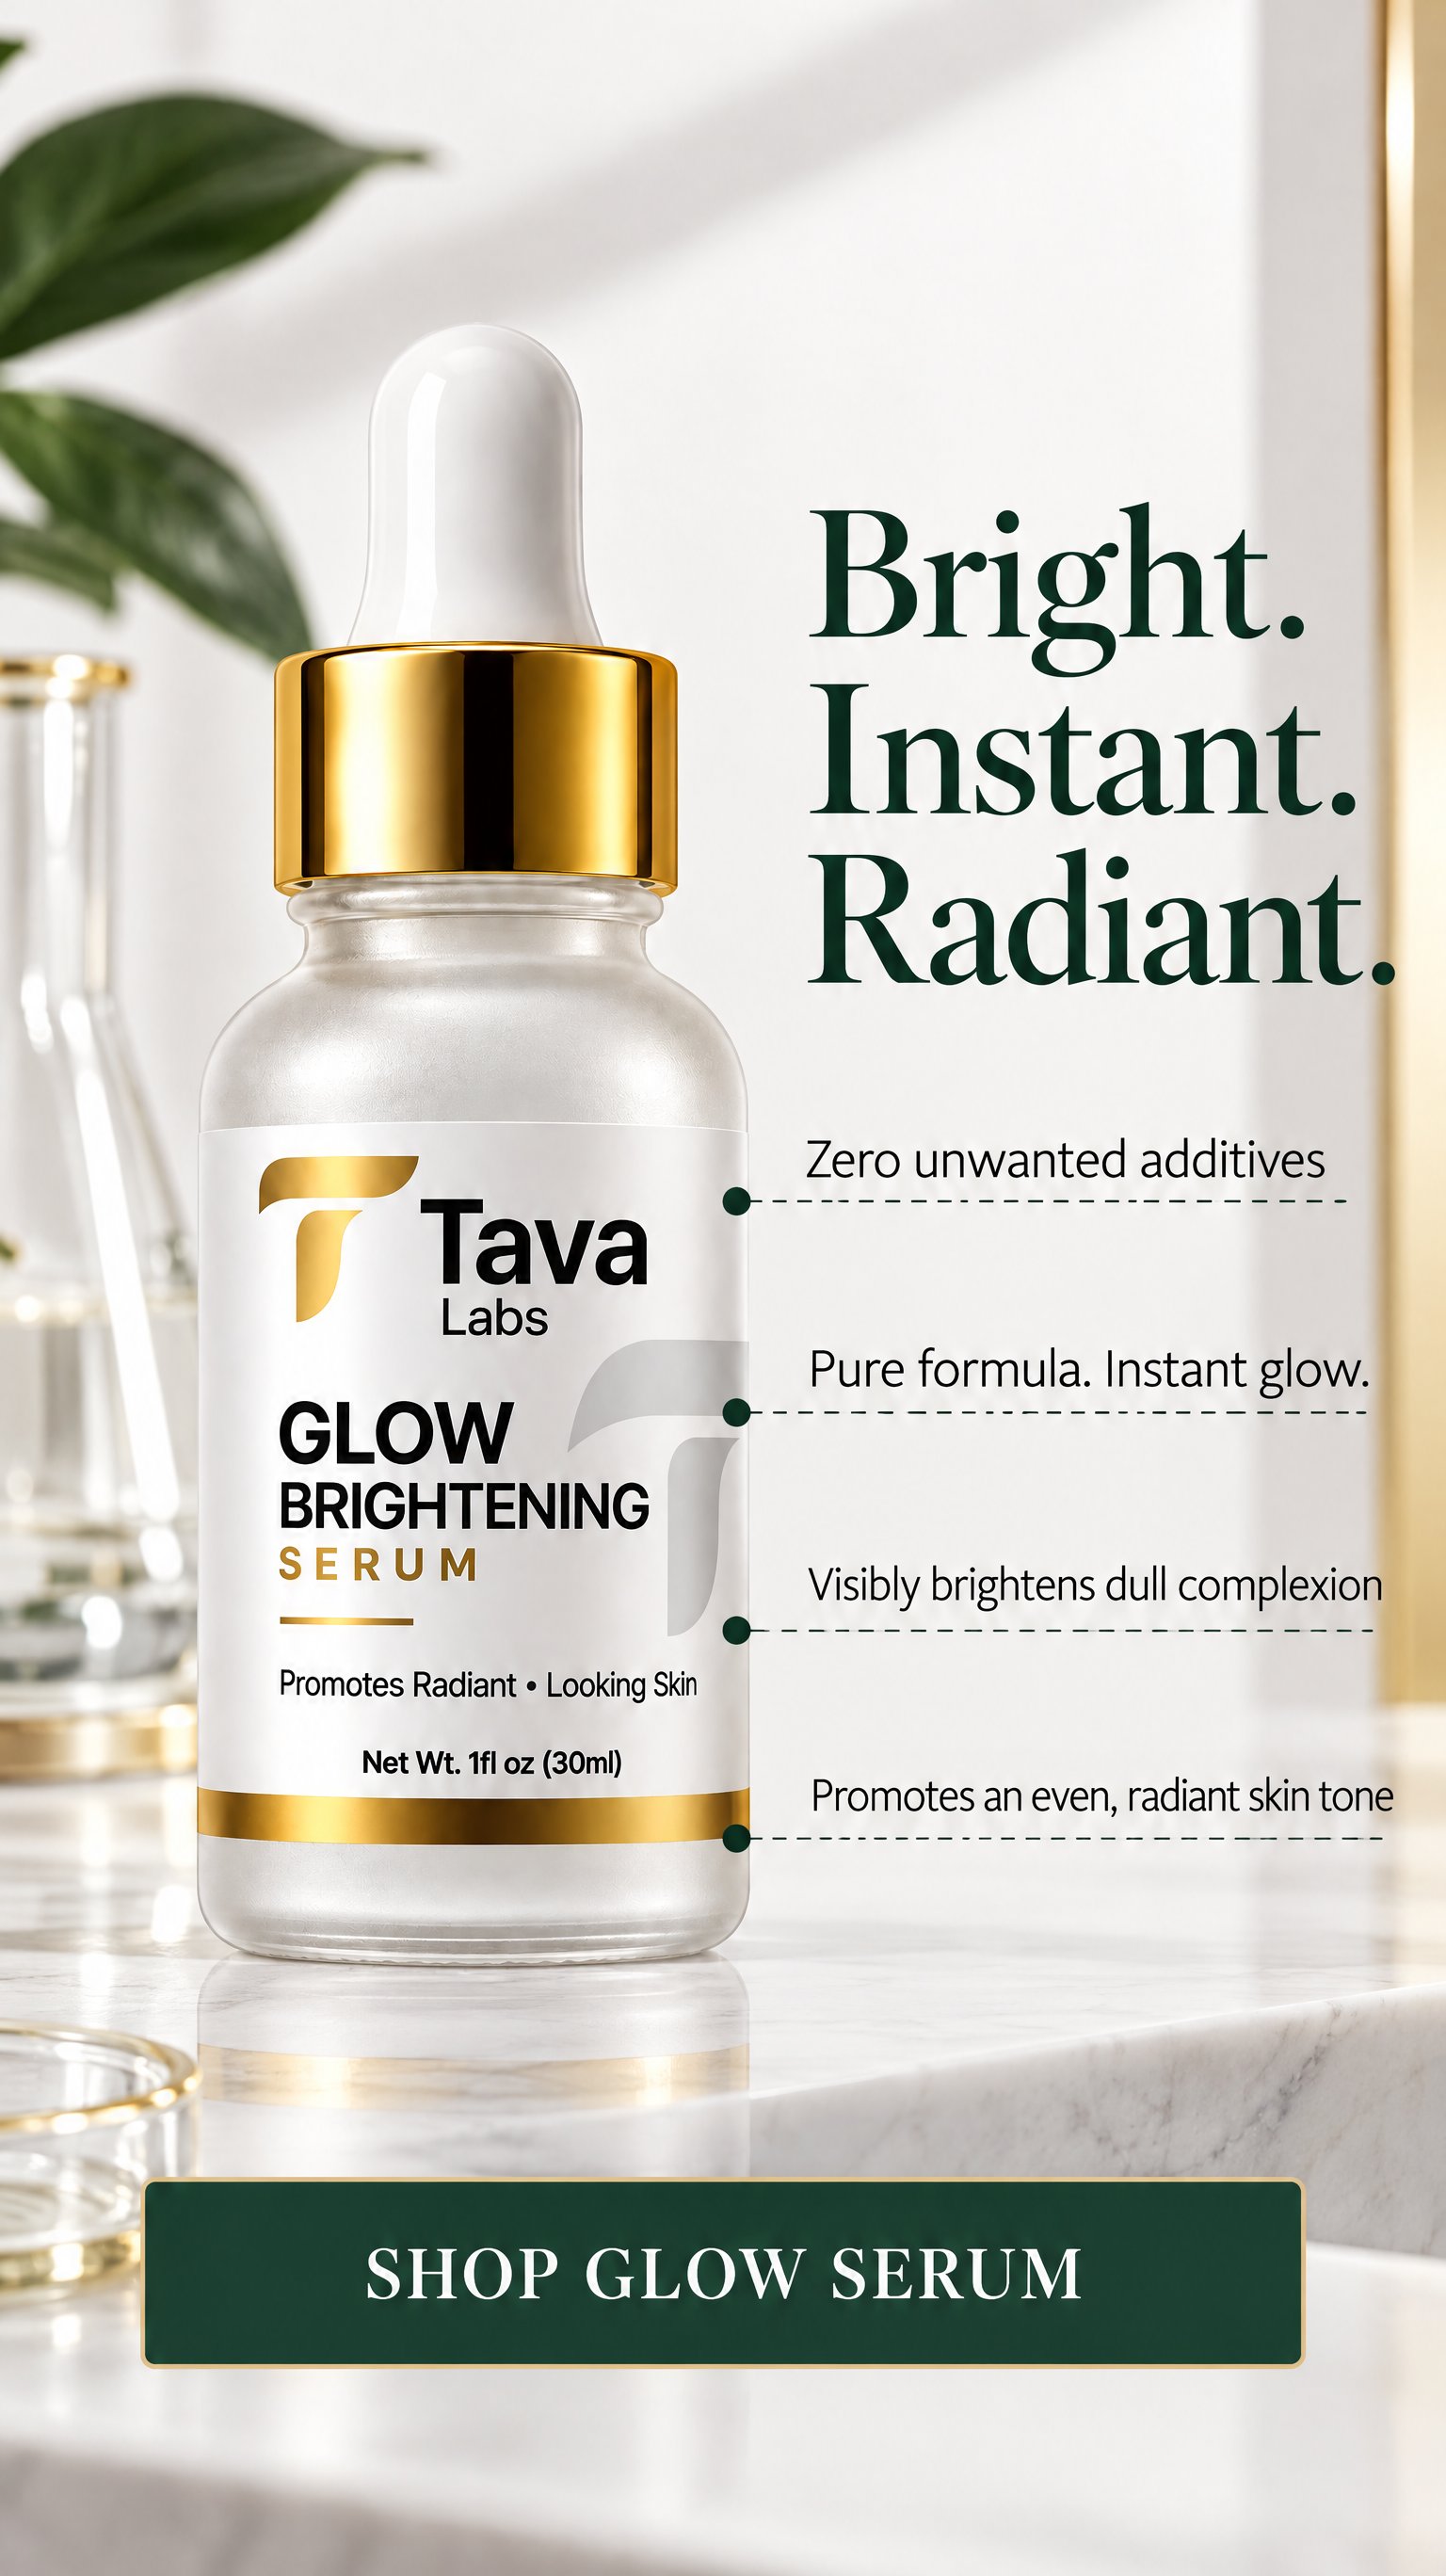 Bright.
Instant.
Radiant.
Tava
Labs
GLOW
BRIGHTENING
SERUM
Promotes Radiant • Looking Skin
Net Wt. 1fl oz (30ml)
Zero unwanted additives
Pure formula. Instant glow.
Visibly brightens dull complexion
Promotes an even, radiant skin tone
SHOP GLOW SERUM